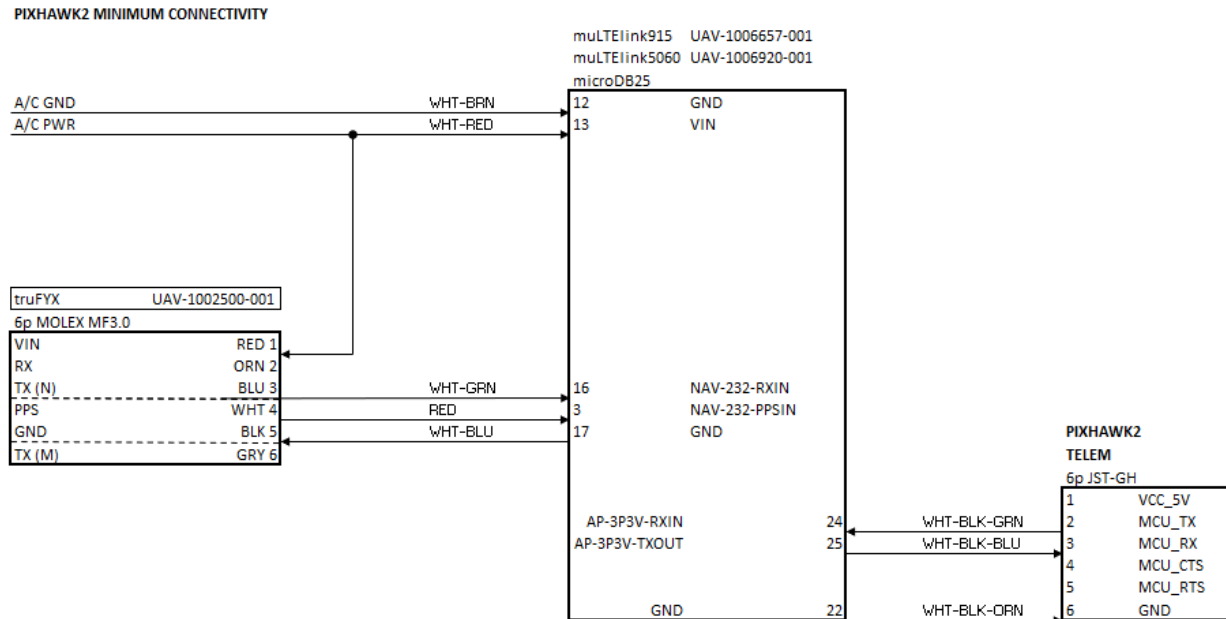 PIXHAWK2 MINIMUM CONNECTIVITY
muLTElink915 UAV-1006657-001
muLTElink5060 UAV-1006920-001
microDB25
A/C GND WHT-BRN 12 GND
A/C PWR WHT-RED 13 VIN
truFYX UAV-1002500-001
6p MOLEX MF3.0
VIN RED 1
RX ORN 2
TX (N) BLU 3 WHT-GRN 16 NAV-232-RXIN
PPS WHT 4 RED 3 NAV-232-PPSIN
GND BLK 5 WHT-BLU 17 GND
TX (M) GRY 6
PIXHAWK2
TELEM
6p JST-GH
1 VCC_5V
AP-3P3V-RXIN 24 WHT-BLK-GRN 2 MCU_TX
AP-3P3V-TXOUT 25 WHT-BLK-BLU 3 MCU_RX
4 MCU_CTS
5 MCU_RTS
GND 22 WHT-BLK-ORN 6 GND